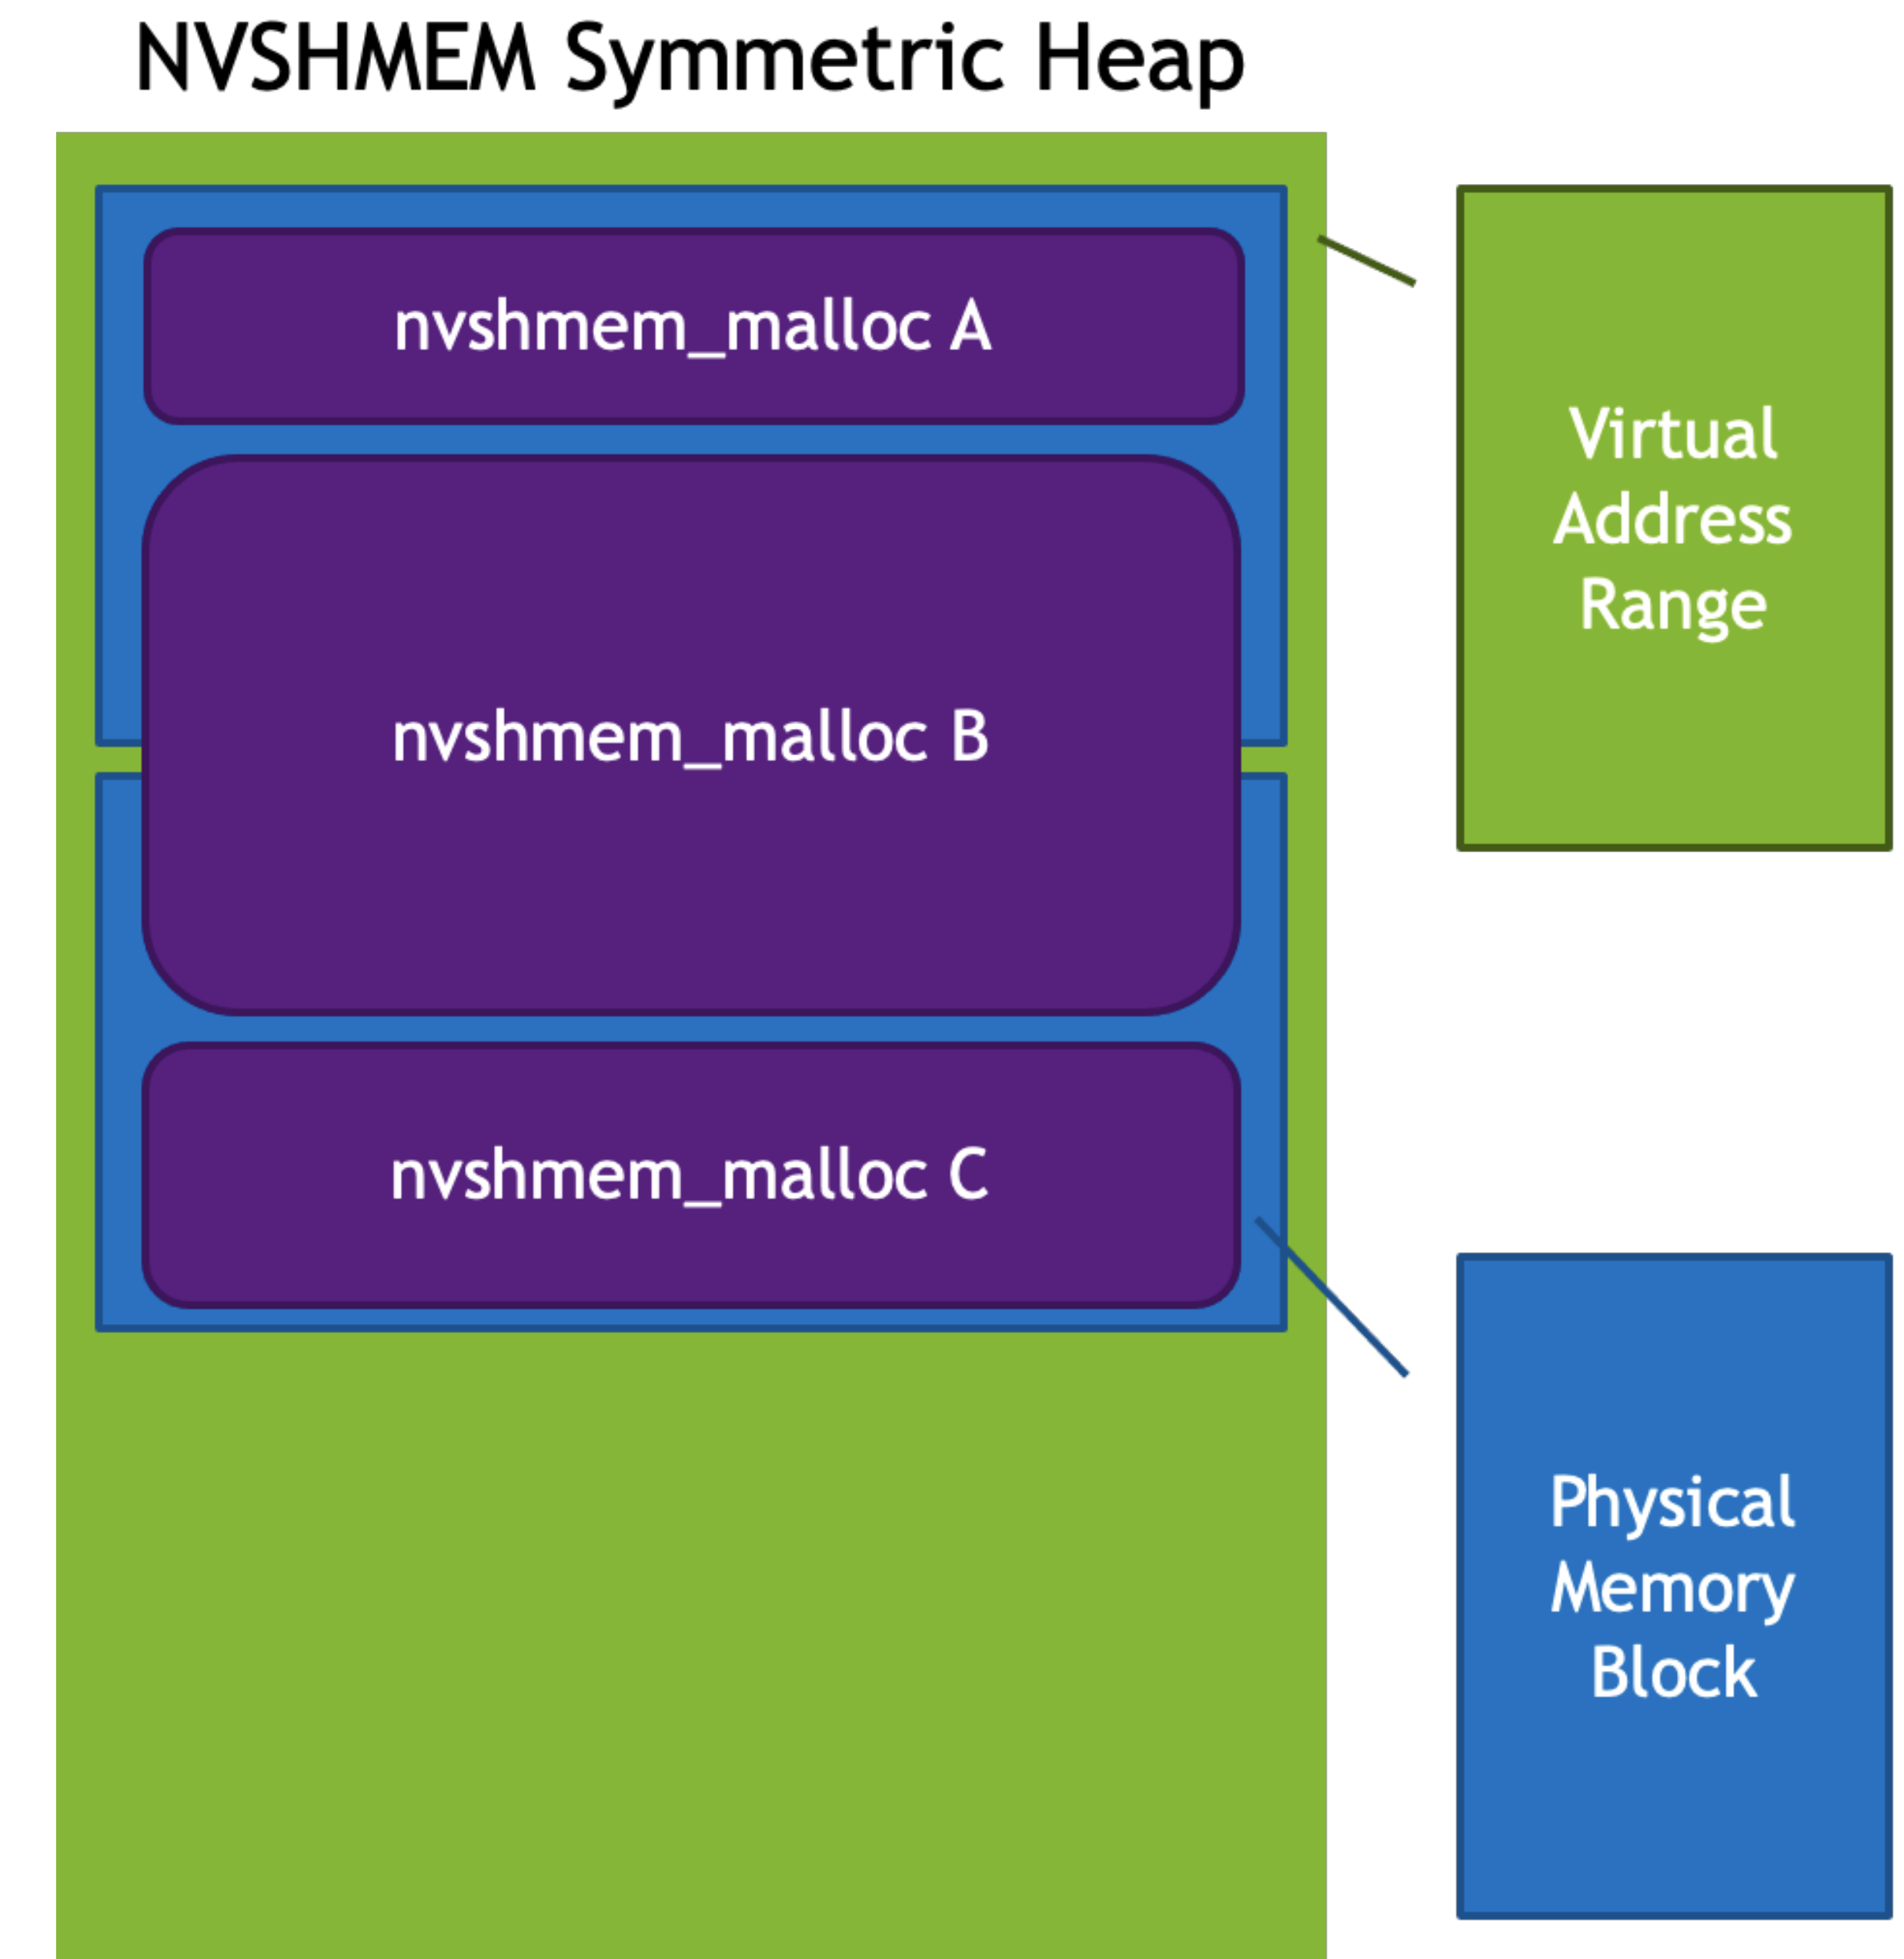 NVSHMEM Symmetric Heap
nvshmem_malloc A
nvshmem_malloc B
nvshmem_malloc C
Virtual
Address
Range
Physical
Memory
Block